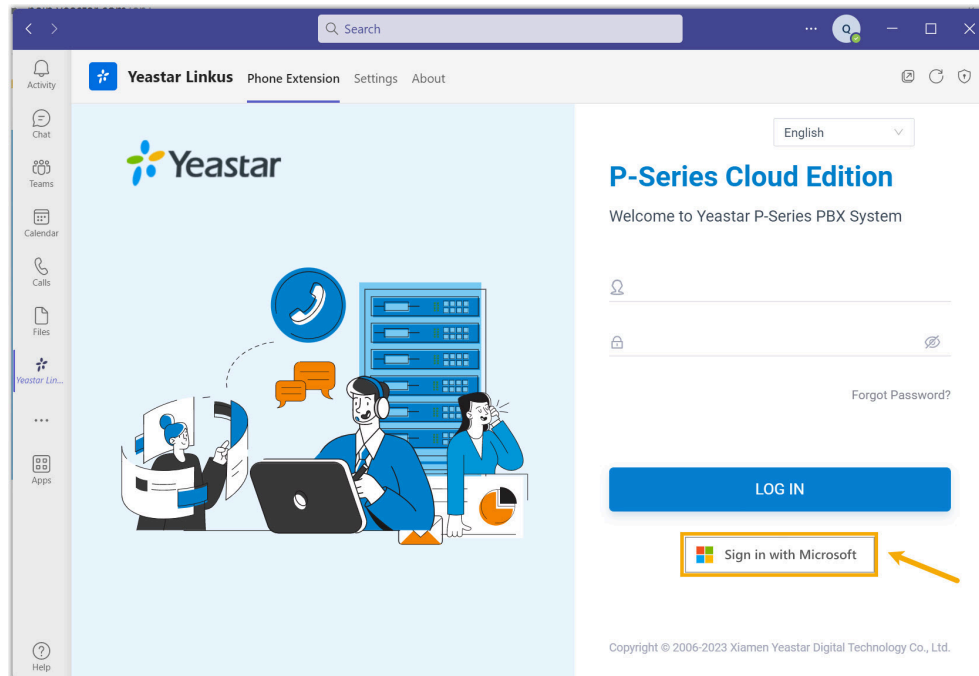 Search
...
Q
Activity
Chat
Teams
Calendar
Calls
Files
Yeastar Lin...
...
Apps
Help
Yeastar Linkus Phone Extension Settings About
Yeastar
English
P-Series Cloud Edition
Welcome to Yeastar P-Series PBX System
Forgot Password?
LOG IN
Sign in with Microsoft
Copyright © 2006-2023 Xiamen Yeastar Digital Technology Co., Ltd.